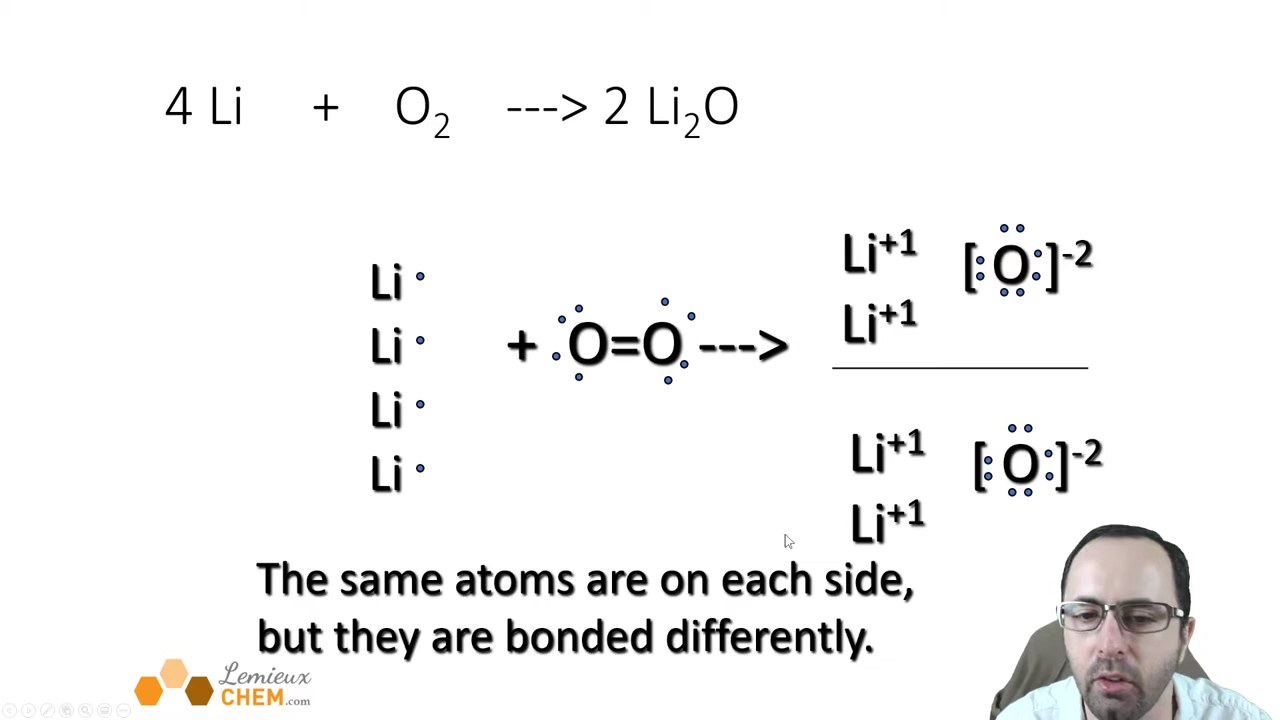 4 Li + O₂ ---> 2 Li₂O
Li
Li
Li
Li
+ O=O --->
Li⁺¹ [O]⁻²
Li⁺¹
Li⁺¹ [O]⁻²
Li⁺¹
The same atoms are on each side,
but they are bonded differently.
Lemieux
CHEM.com